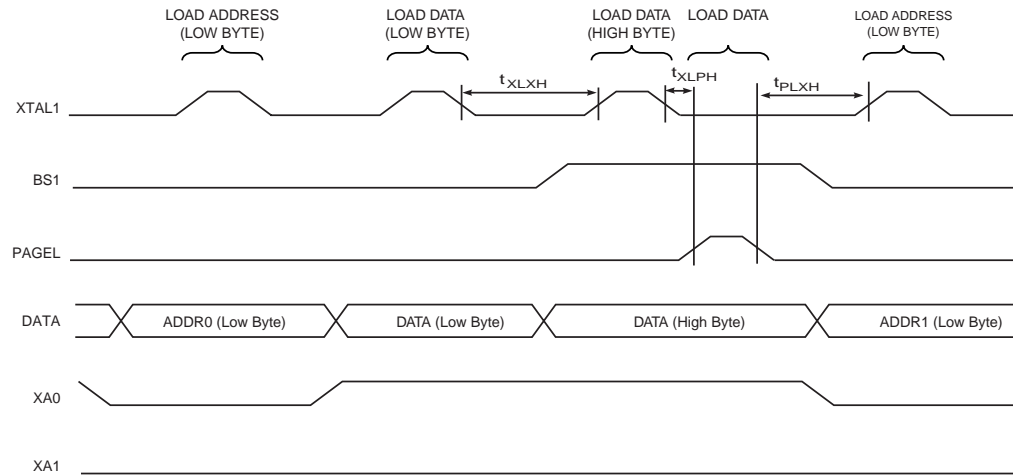 LOAD ADDRESS
(LOW BYTE)
LOAD DATA
(LOW BYTE)
LOAD DATA
(HIGH BYTE)
LOAD DATA
LOAD ADDRESS
(LOW BYTE)
tXLXH
tXLPH
tPLXH
XTAL1
BS1
PAGEL
DATA
ADDR0 (Low Byte)
DATA (Low Byte)
DATA (High Byte)
ADDR1 (Low Byte)
XA0
XA1